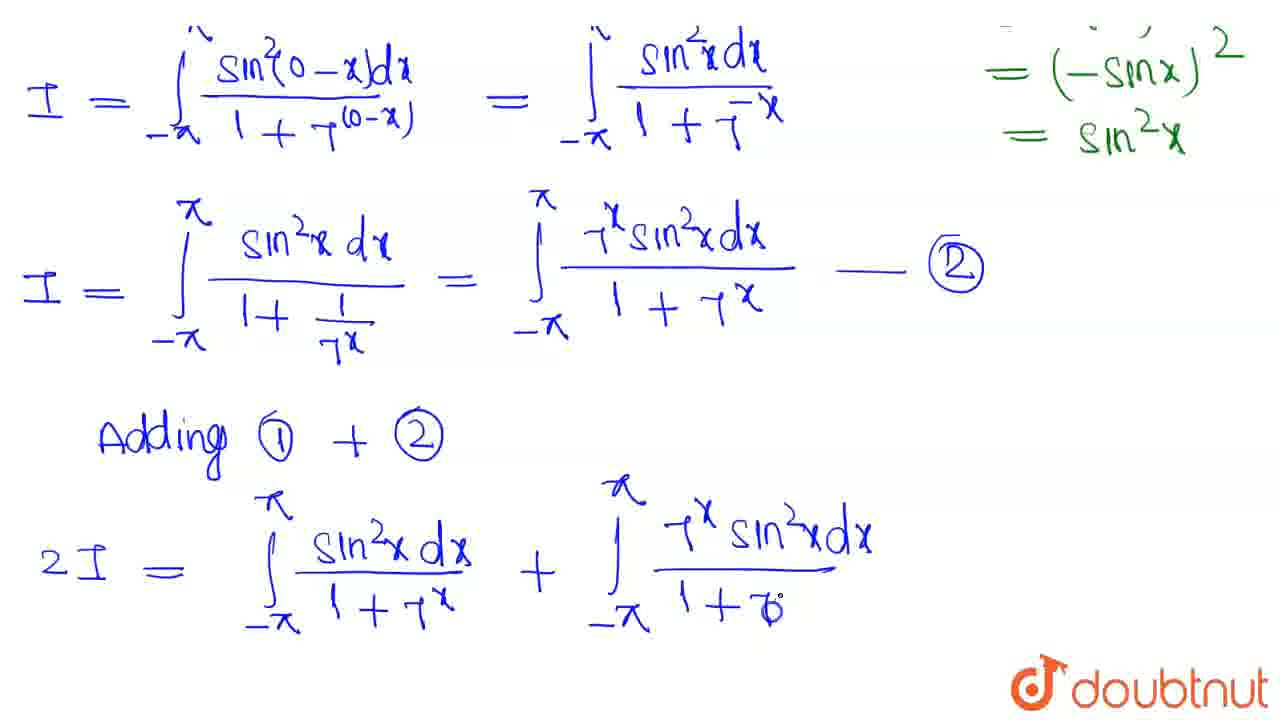 I = ∫_{-π}^{π} sin²(0-x)dx / 1 + 7^(0-x) = ∫_{-π}^{π} sin²x dx / 1 + 7^-x
= (-sinx)²
= sin²x
I = ∫_{-π}^{π} sin²x dx / 1 + 1/7^x = ∫_{-π}^{π} 7^x sin²x dx / 1 + 7^x — ②
Adding ① + ②
2I = ∫_{-π}^{π} sin²x dx / 1 + 7^x + ∫_{-π}^{π} 7^x sin²x dx / 1 + 7
doubtnut